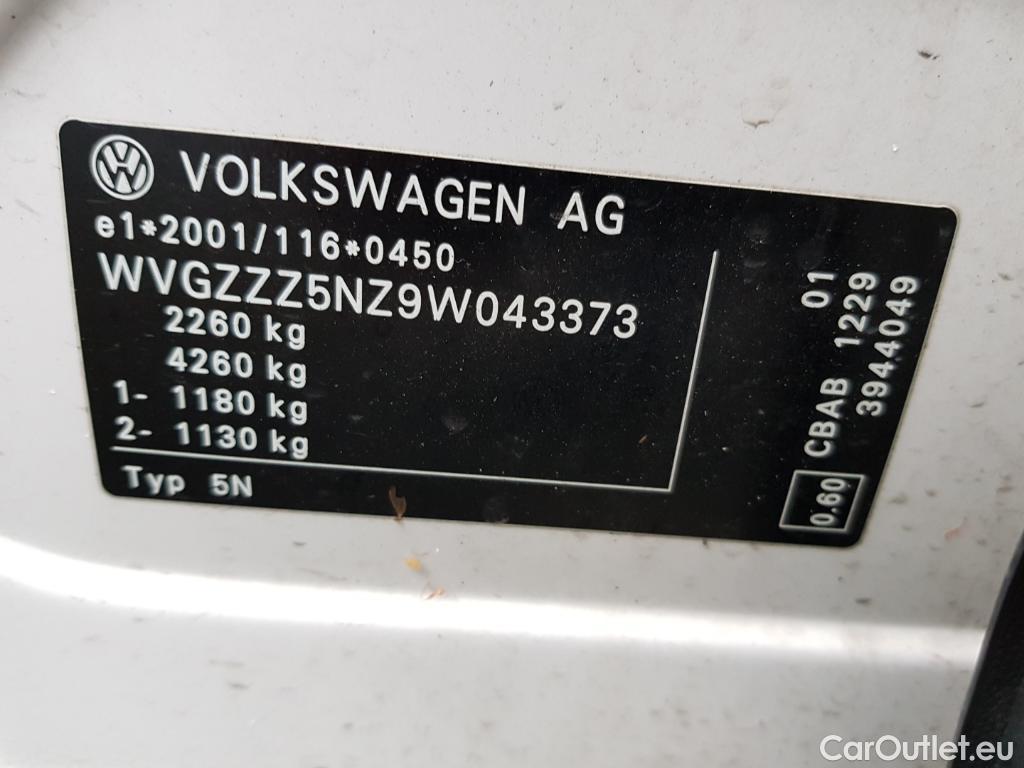 VOLKSWAGEN AG
e1*2001/116*0450
WVGZZZ5NZ9W043373
2260 kg
4260 kg
1- 1180 kg
2- 1130 kg
Typ 5N
01
CBAB 1229
3944049
0.60
CarOutlet.eu